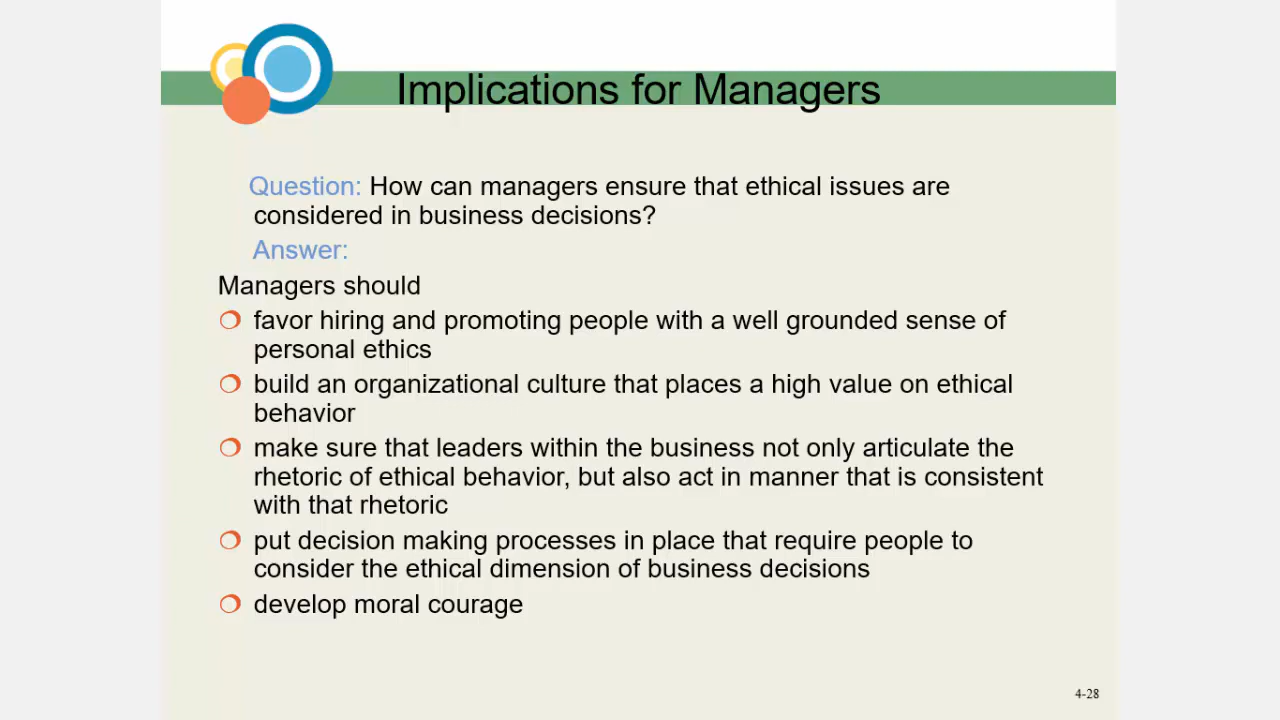 Implications for Managers
Question: How can managers ensure that ethical issues are
considered in business decisions?
Answer:
Managers should
favor hiring and promoting people with a well grounded sense of
personal ethics
build an organizational culture that places a high value on ethical
behavior
make sure that leaders within the business not only articulate the
rhetoric of ethical behavior, but also act in manner that is consistent
with that rhetoric
put decision making processes in place that require people to
consider the ethical dimension of business decisions
develop moral courage
4-28